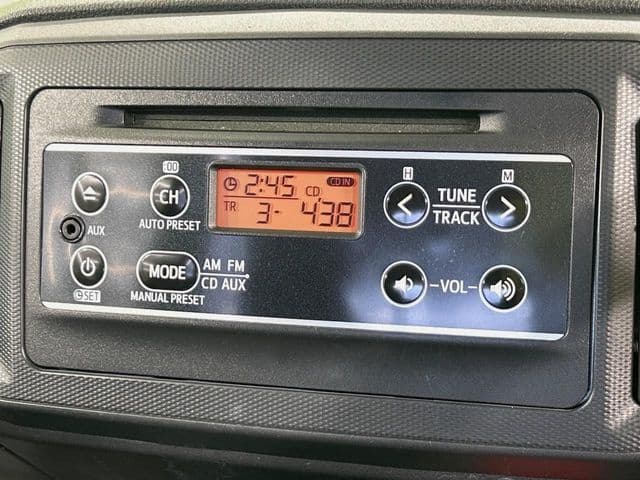 :00
H
M
2:45 CD CD IN
TR 3- 4:38
CH
AUTO PRESET
TUNE
TRACK
AUX
MODE
AM FM
CD AUX
MANUAL PRESET
SET
-VOL-